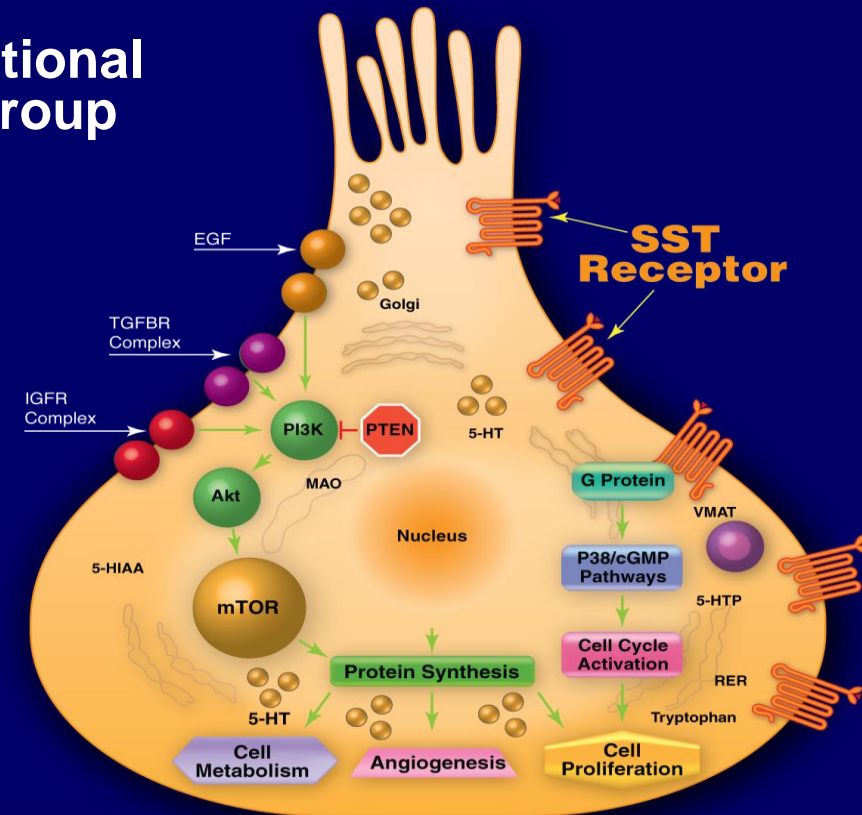 tional
roup
EGF
SST
Receptor
Golgi
TGFBR
Complex
IGFR
Complex
PI3K
PTEN
5-HT
MAO
G Protein
Akt
VMAT
Nucleus
P38/cGMP
Pathways
5-HIAA
5-HTP
mTOR
Cell Cycle
Activation
Protein Synthesis
RER
5-HT
Tryptophan
Cell
Metabolism
Angiogenesis
Cell
Proliferation